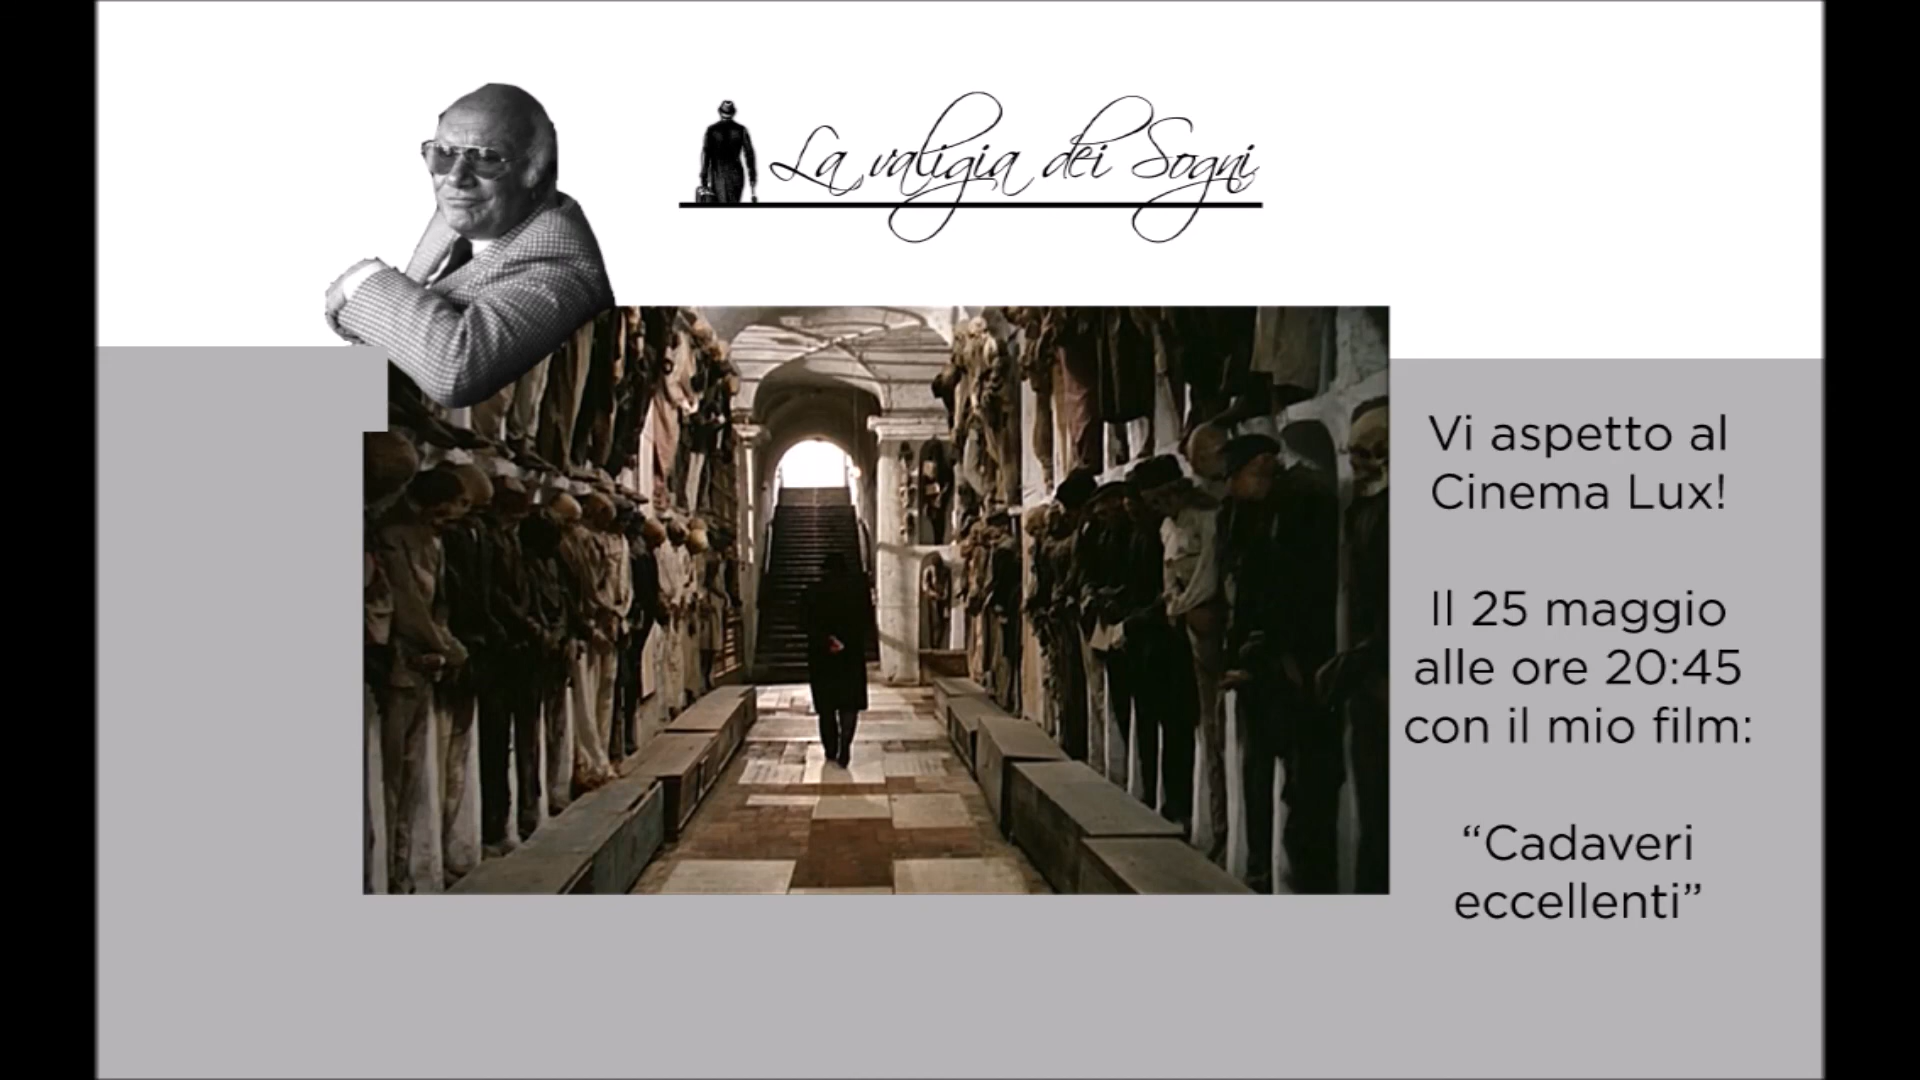 La valigia dei Sogni
Vi aspetto al
Cinema Lux!
Il 25 maggio
alle ore 20:45
con il mio film:
“Cadaveri
eccellenti”